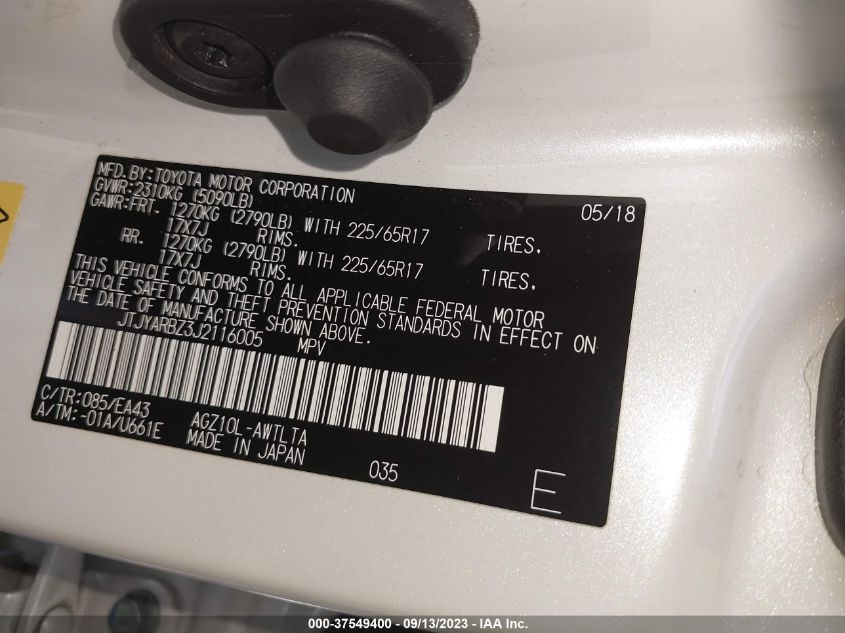 MFD. BY: TOYOTA MOTOR CORPORATION 05/18
GVWR: 2310KG (5090LB)
GAWR: FRT- 1270KG (2790LB) WITH 225/65R17 TIRES,
17X7J RIMS.
RR. 1270KG (2790LB) WITH 225/65R17 TIRES,
17X7J RIMS.
THIS VEHICLE CONFORMS TO ALL APPLICABLE FEDERAL MOTOR
VEHICLE SAFETY AND THEFT PREVENTION STANDARDS IN EFFECT ON
THE DATE OF MANUFACTURE SHOWN ABOVE.
JTJYARBZ3J2116005 MPV
C/TR: 085/EA43 AGZ10L-AWTLTA
A/TM: -01A/U661E MADE IN JAPAN 035 E
000-37549400 - 09/13/2023 - IAA Inc.